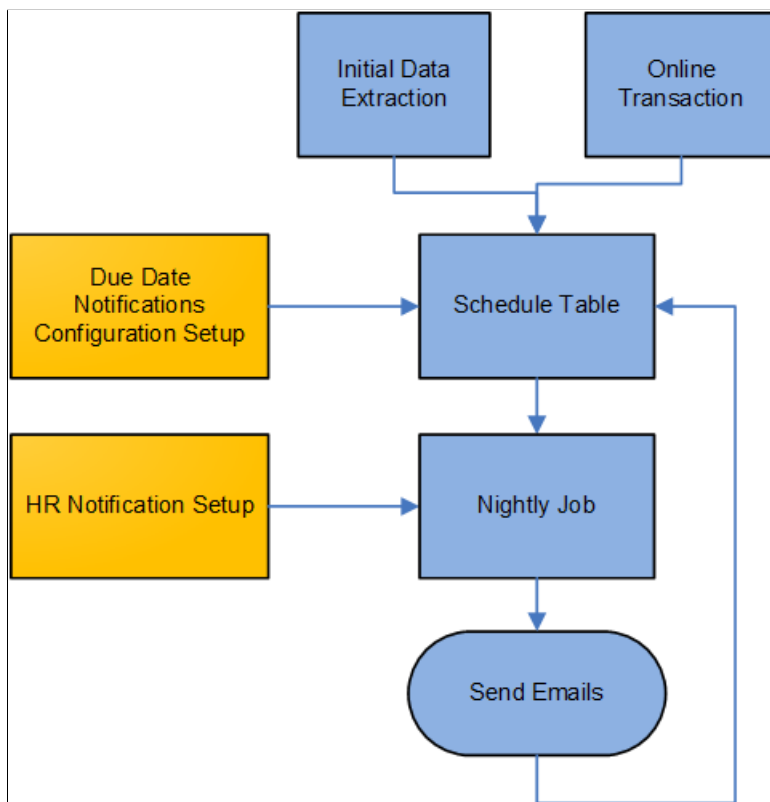 Initial Data
Extraction
Online
Transaction
Due Date
Notifications
Configuration Setup
Schedule Table
HR Notification Setup
Nightly Job
Send Emails